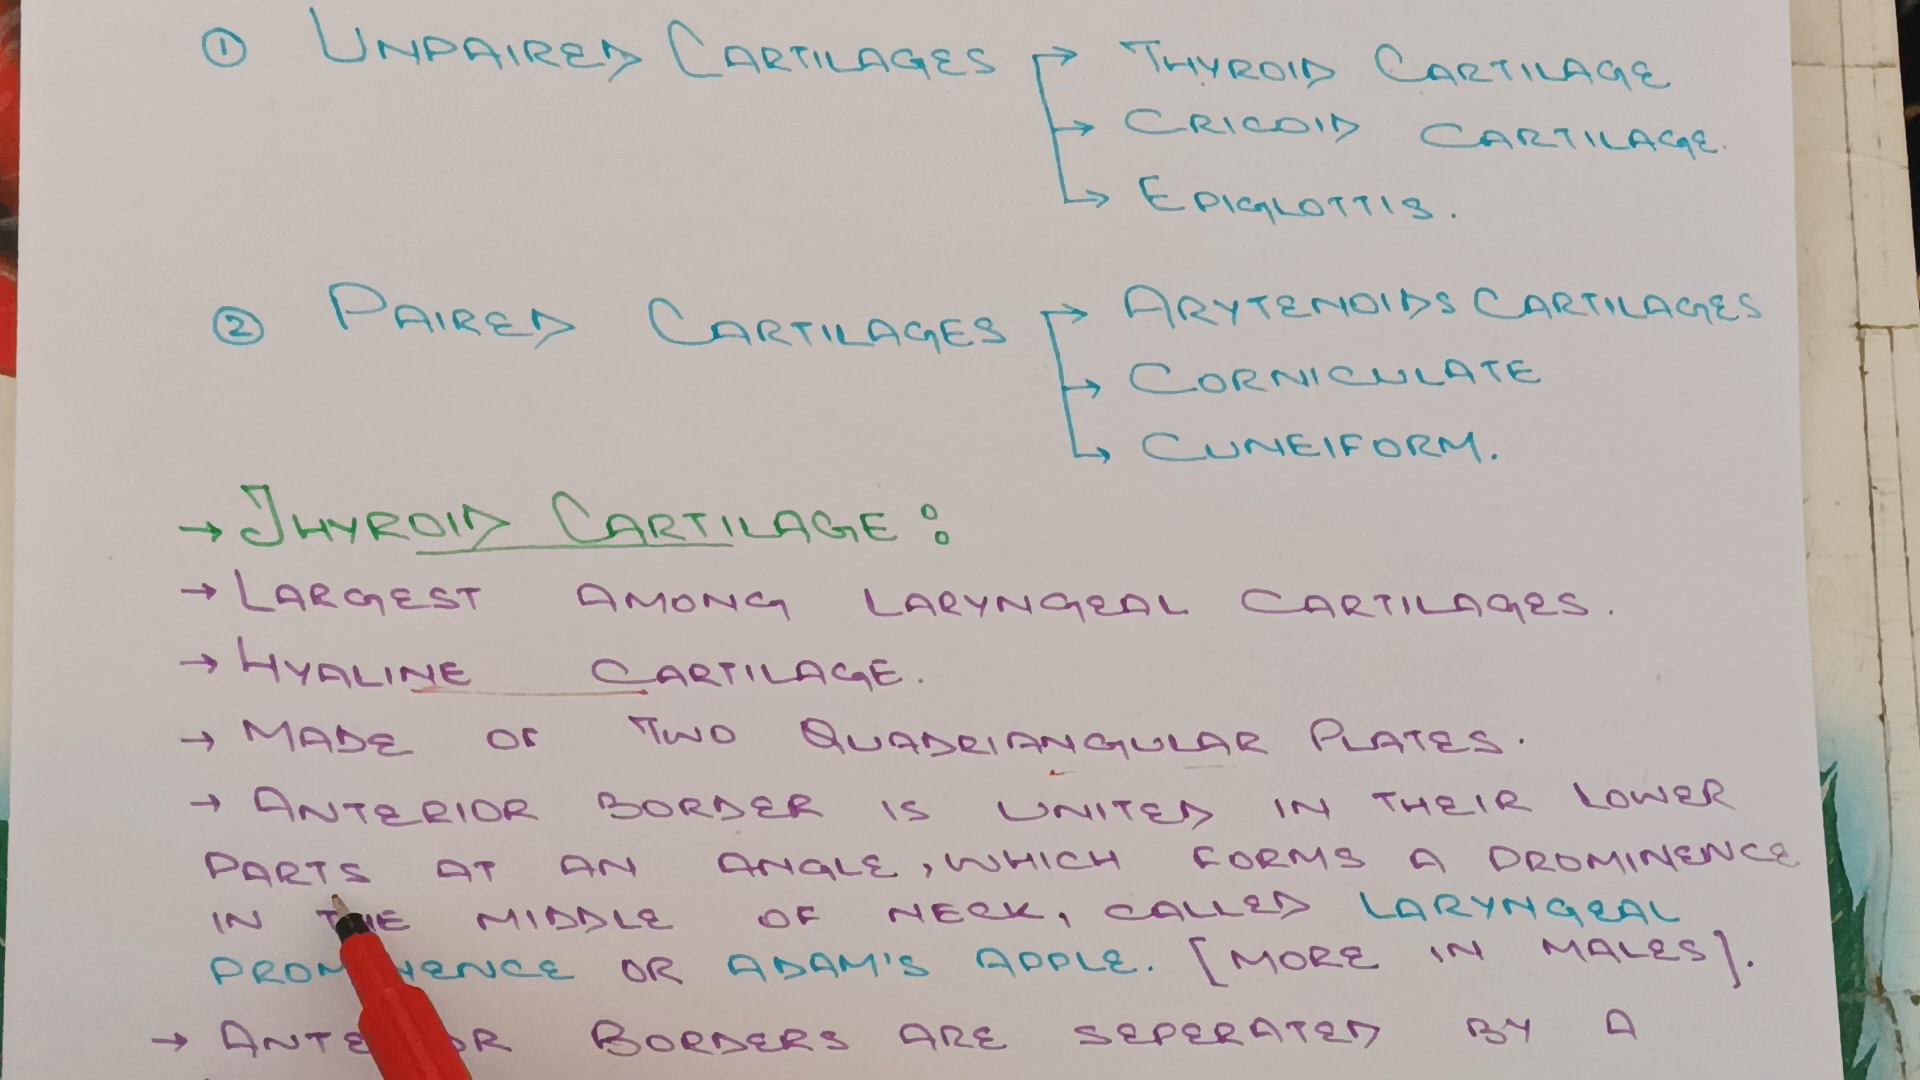 ① UNPAIRED CARTILAGES → THYROID CARTILAGE
→ CRICOID CARTILAGE.
→ EPIGLOTTIS.
② PAIRED CARTILAGES → ARYTENOIDS CARTILAGES
→ CORNICULATE
→ CUNEIFORM.
→ THYROID CARTILAGE:
→ LARGEST AMONG LARYNGEAL CARTILAGES.
→ HYALINE CARTILAGE.
→ MADE OF TWO QUADRIANGULAR PLATES.
→ ANTERIOR BORDER IS UNITED IN THEIR LOWER
PARTS AT AN ANGLE, WHICH FORMS A PROMINENCE
IN THE MIDDLE OF NECK, CALLED LARYNGEAL
PROMINENCE OR ADAM'S APPLE. [MORE IN MALES].
→ ANTERIOR BORDERS ARE SEPERATED BY A